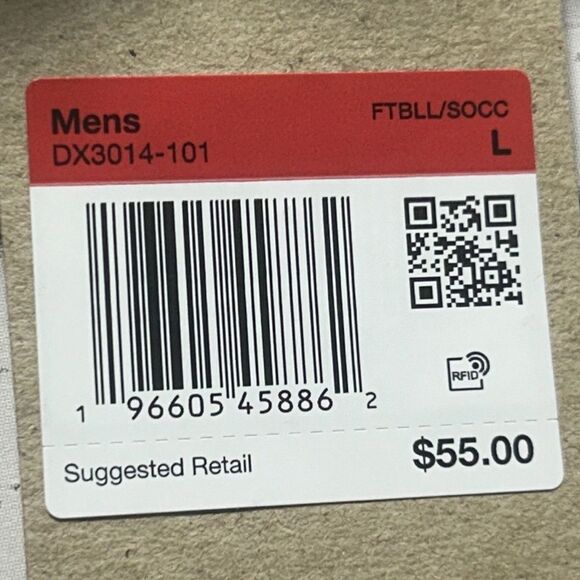 Mens
FTBLL/SOCC
DX3014-101
L
RFID
1 96605 45886 2
Suggested Retail
$55.00